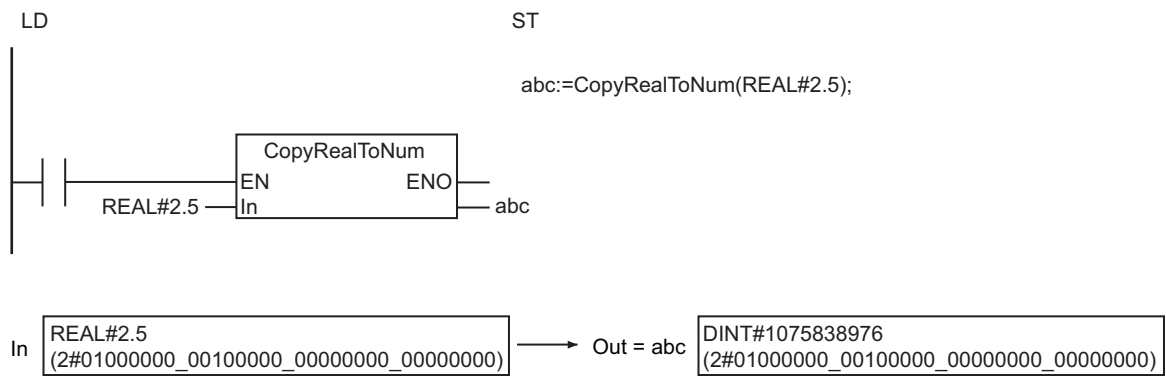 LD
ST
abc:=CopyRealToNum(REAL#2.5);
CopyRealToNum
EN ENO
REAL#2.5 In abc
In REAL#2.5
(2#01000000_00100000_00000000_00000000)
Out = abc DINT#1075838976
(2#01000000_00100000_00000000_00000000)